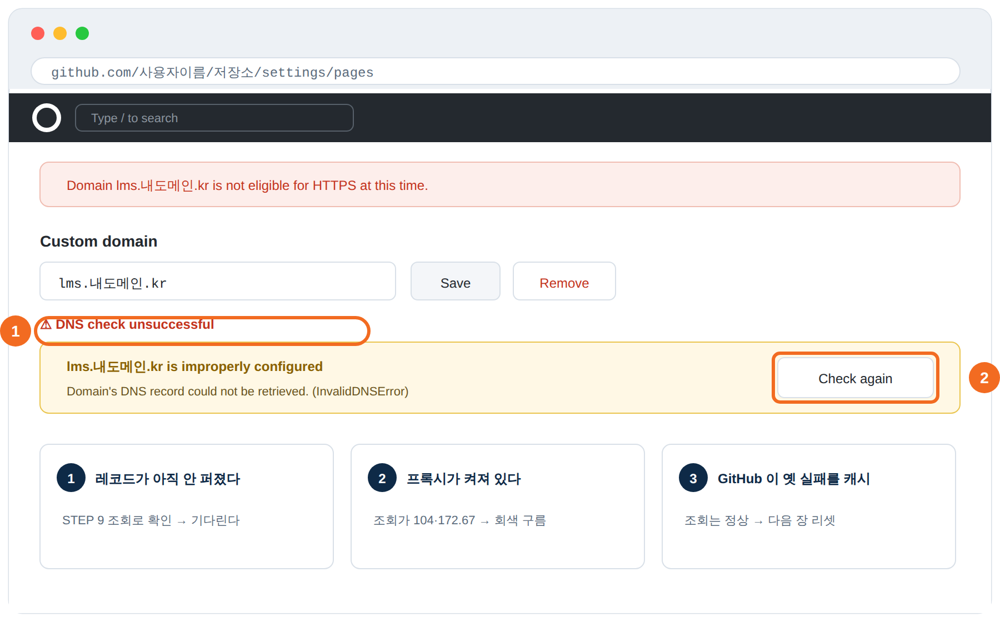 github.com/사용자이름/저장소/settings/pages
Type / to search
Domain lms.내도메인.kr is not eligible for HTTPS at this time.
Custom domain
lms.내도메인.kr
Save
Remove
1
⚠ DNS check unsuccessful
lms.내도메인.kr is improperly configured
Domain's DNS record could not be retrieved. (InvalidDNSError)
Check again
2
1 레코드가 아직 안 퍼졌다
STEP 9 조회로 확인 → 기다린다
2 프록시가 켜져 있다
조회가 104·172.67 → 회색 구름
3 GitHub 이 옛 실패를 캐시
조회는 정상 → 다음 장 리셋